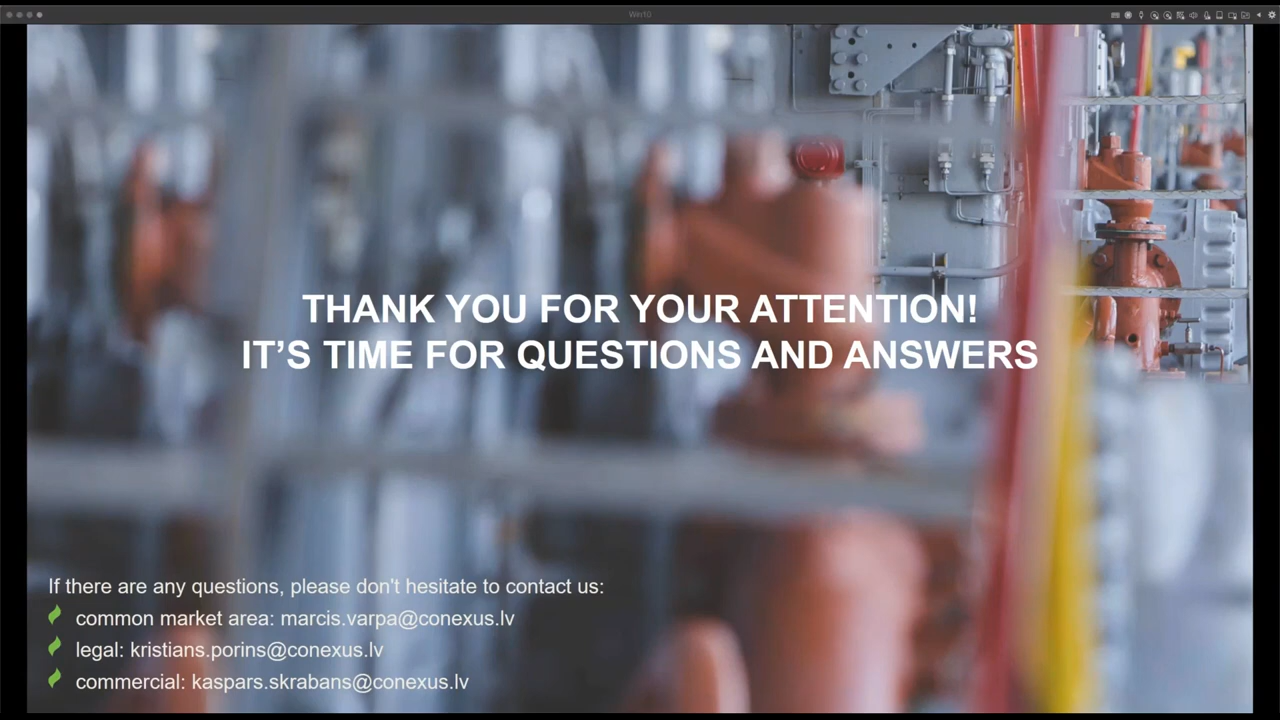 Win10
THANK YOU FOR YOUR ATTENTION!
IT’S TIME FOR QUESTIONS AND ANSWERS
If there are any questions, please don't hesitate to contact us:
common market area: marcis.varpa@conexus.lv
legal: kristians.porins@conexus.lv
commercial: kaspars.skrabans@conexus.lv